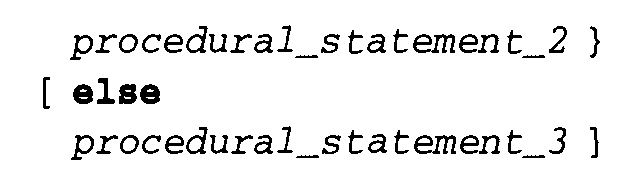 procedural_statement_2 }
[ else
procedural_statement_3 ]